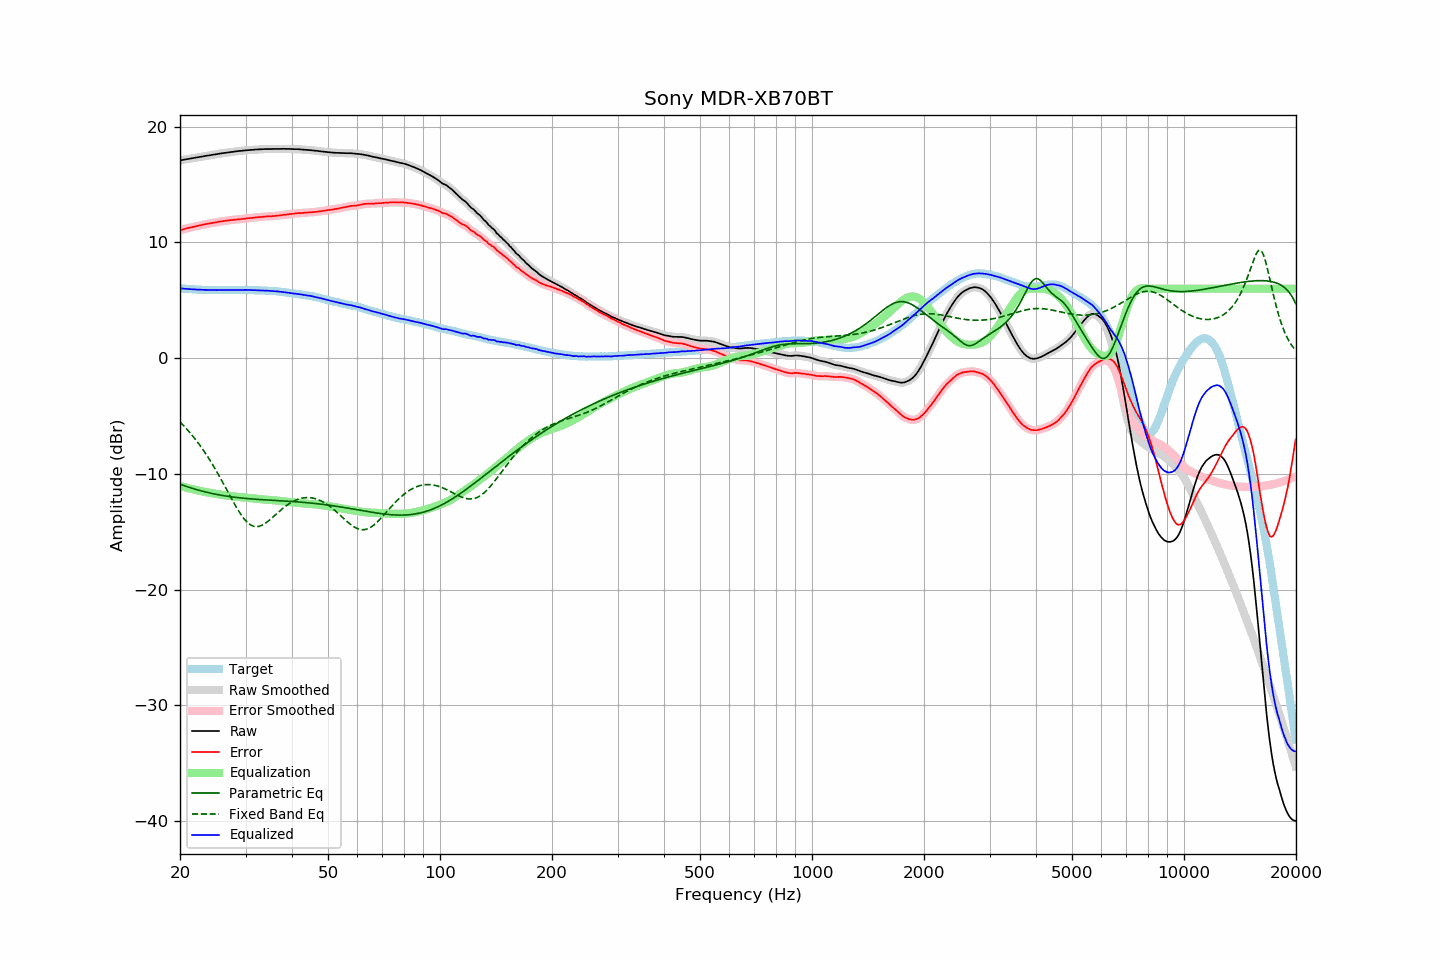 Sony MDR-XB70BT
Amplitude (dBr)
20
10
0
−10
−20
−30
−40
Target
Raw Smoothed
Error Smoothed
Raw
Error
Equalization
Parametric Eq
Fixed Band Eq
Equalized
20 50 100 200 500 1000 2000 5000 10000 20000
Frequency (Hz)